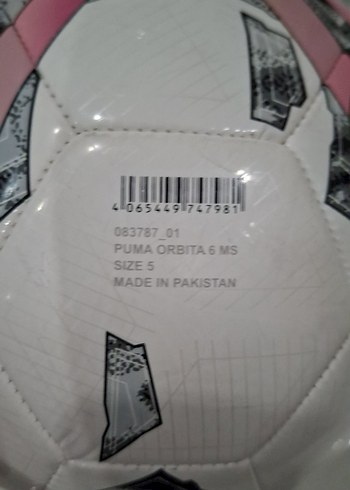 4 065449 747981
083787_01
PUMA ORBITA 6 MS
SIZE 5
MADE IN PAKISTAN